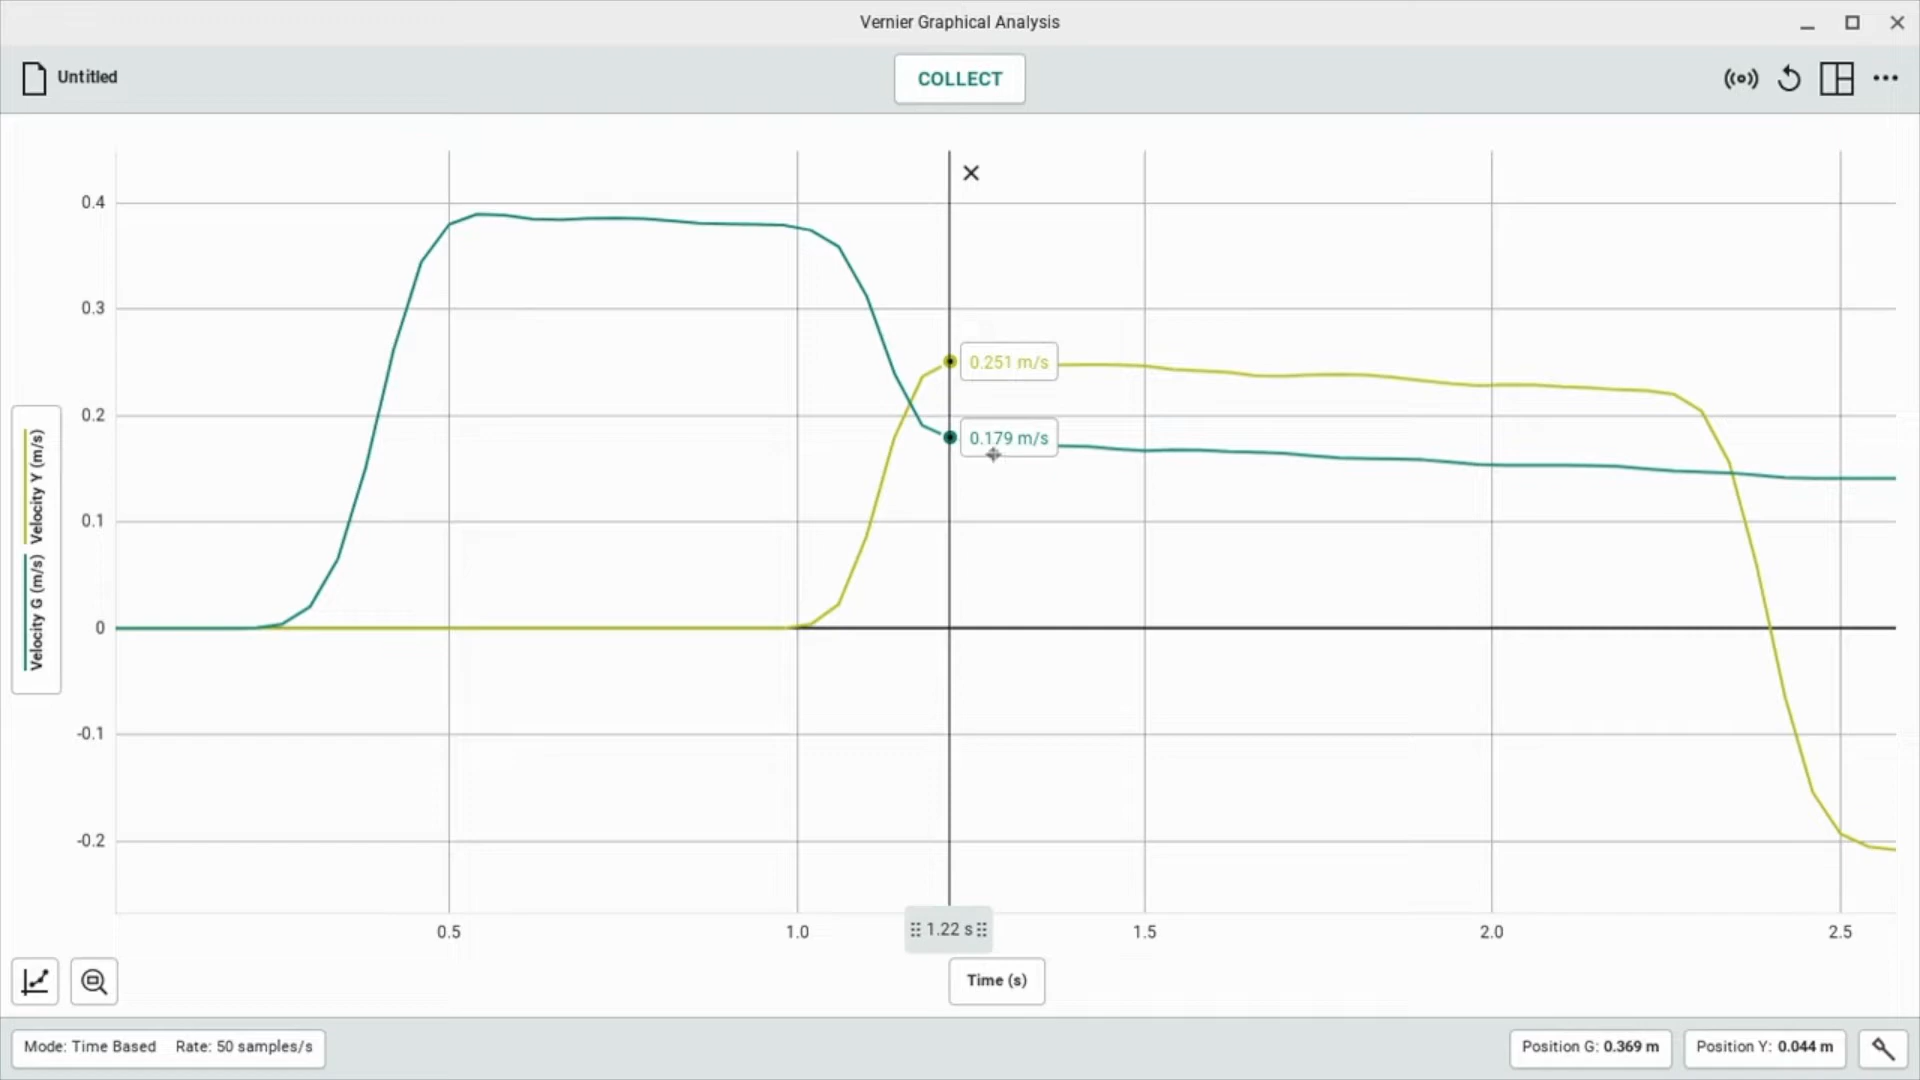 Vernier Graphical Analysis
Untitled
COLLECT
0.4
0.3
0.2
0.1
0
-0.1
-0.2
Velocity Y (m/s)
Velocity G (m/s)
0.251 m/s
0.179 m/s
0.5
1.0
1.22 s
1.5
2.0
2.5
Time (s)
Mode: Time Based Rate: 50 samples/s
Position G: 0.369 m
Position Y: 0.044 m